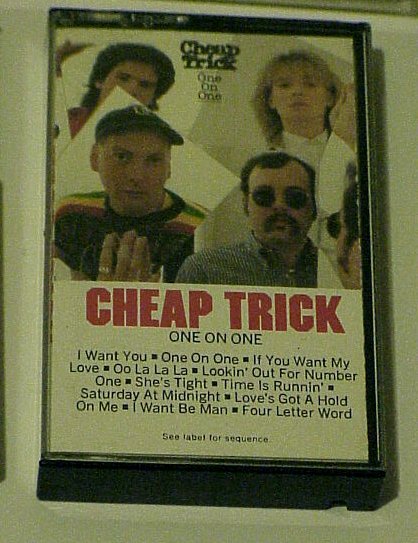 Cheap
Trick
One
On
One
CHEAP TRICK
ONE ON ONE
I Want You ▪ One On One ▪ If You Want My
Love ▪ Oo La La La ▪ Lookin' Out For Number
One ▪ She's Tight ▪ Time Is Runnin' ▪
Saturday At Midnight ▪ Love's Got A Hold
On Me ▪ I Want Be Man ▪ Four Letter Word
See label for sequence.